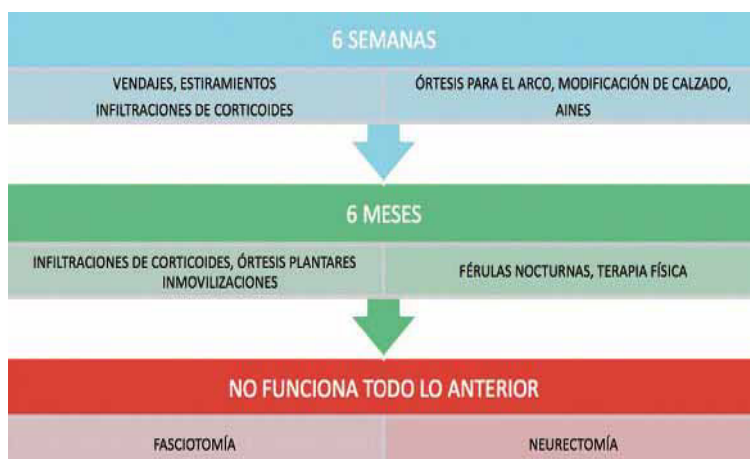 6 SEMANAS
VENDAJES, ESTIRAMIENTOS
INFILTRACIONES DE CORTICOIDES
ÓRTESIS PARA EL ARCO, MODIFICACIÓN DE CALZADO,
AINES
6 MESES
INFILTRACIONES DE CORTICOIDES, ÓRTESIS PLANTARES
INMOVILIZACIONES
FÉRULAS NOCTURNAS, TERAPIA FÍSICA
NO FUNCIONA TODO LO ANTERIOR
FASCIOTOMÍA
NEURECTOMÍA